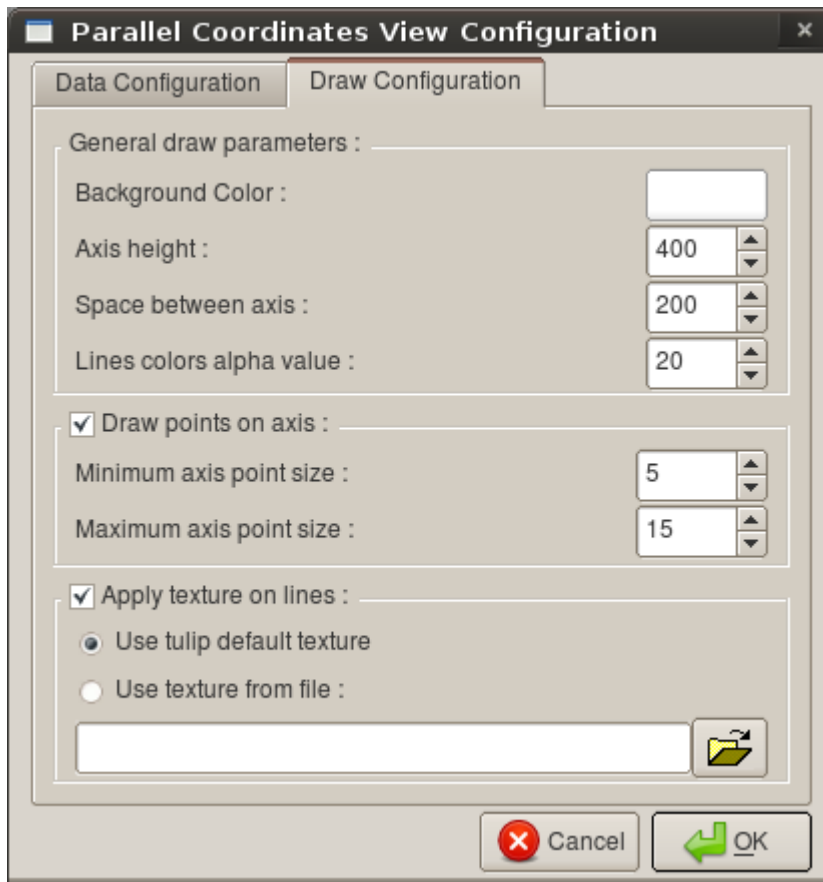 Parallel Coordinates View Configuration
Data Configuration Draw Configuration
General draw parameters :
Background Color :
Axis height : 400
Space between axis : 200
Lines colors alpha value : 20
Draw points on axis :
Minimum axis point size : 5
Maximum axis point size : 15
Apply texture on lines :
Use tulip default texture
Use texture from file :
Cancel OK